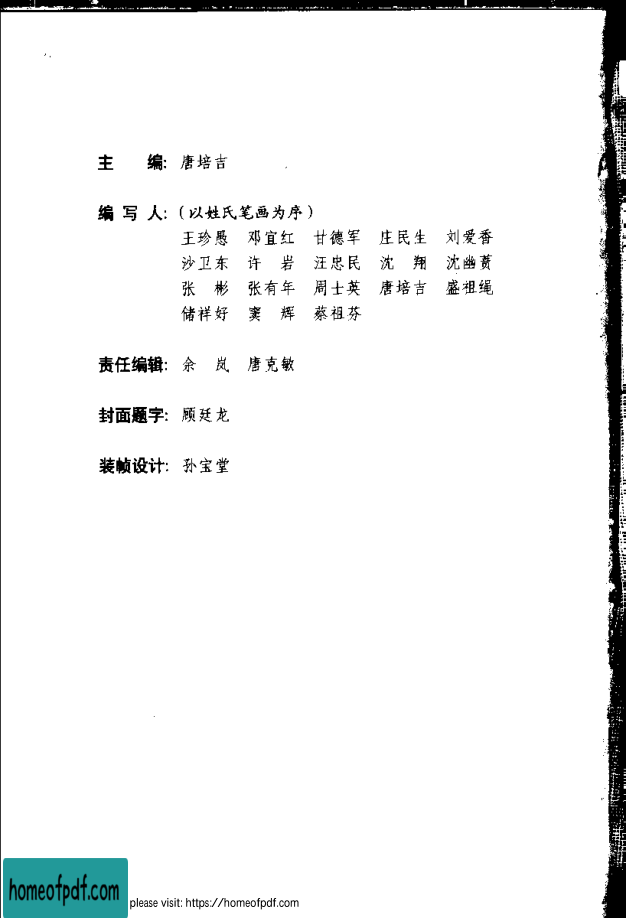 主　　编: 唐培吉
编 写 人: (以姓氏笔画为序)
王珍愚　邓宜红　甘德军　庄民生　刘爱香
沙卫东　许　岩　汪忠民　沈　翔　沈幽蕡
张　彬　张有年　周士英　唐培吉　盛祖绳
储祥好　窦　辉　蔡祖芬
责任编辑: 余　岚　唐克敏
封面题字: 顾廷龙
装帧设计: 孙宝堂
homeofpdf.com
please visit: https://homeofpdf.com